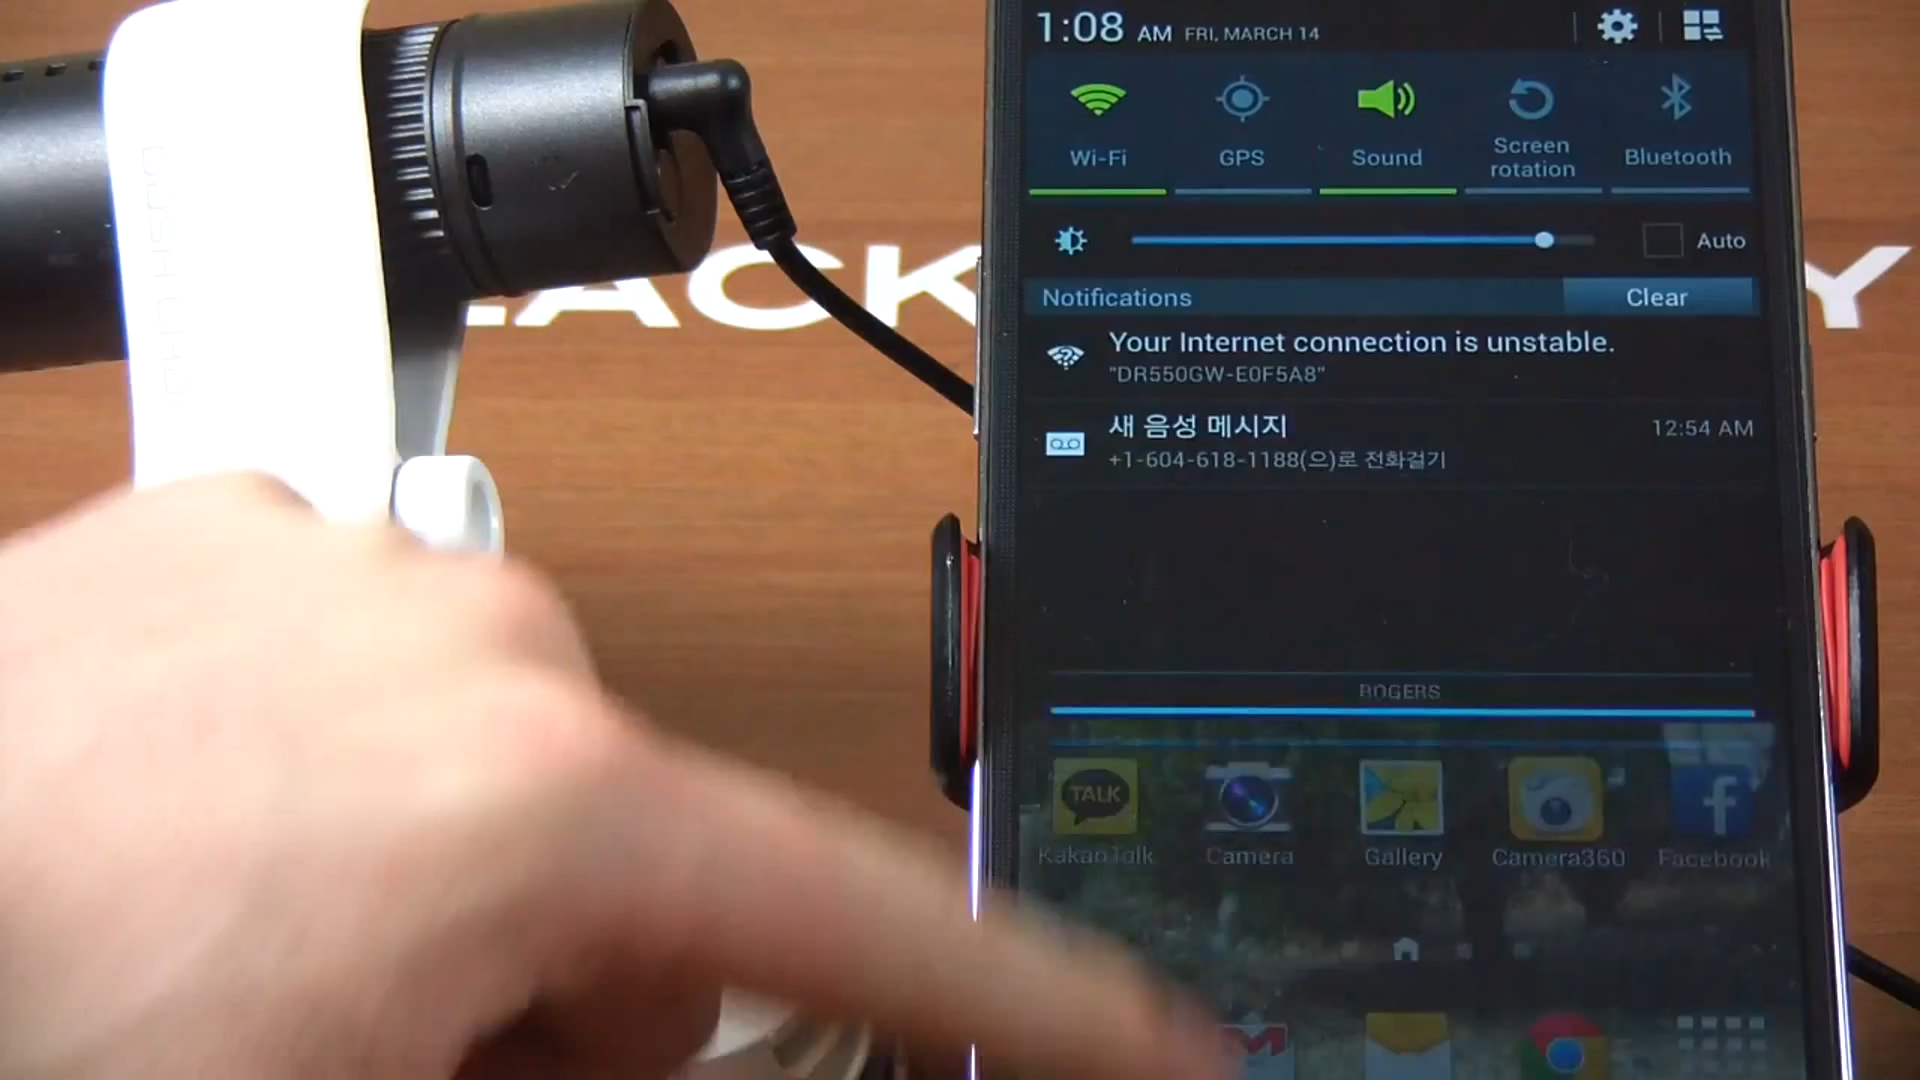 1:08 AM FRI, MARCH 14
Wi-Fi
GPS
Sound
Screen rotation
Bluetooth
Auto
Notifications
Clear
Your Internet connection is unstable.
"DR550GW-E0F5A8"
새 음성 메시지
12:54 AM
+1-604-618-1188(으)로 전화걸기
ROGERS
TALK
KakaoTalk
Camera
Gallery
Camera360
Facebook
ACK
Y